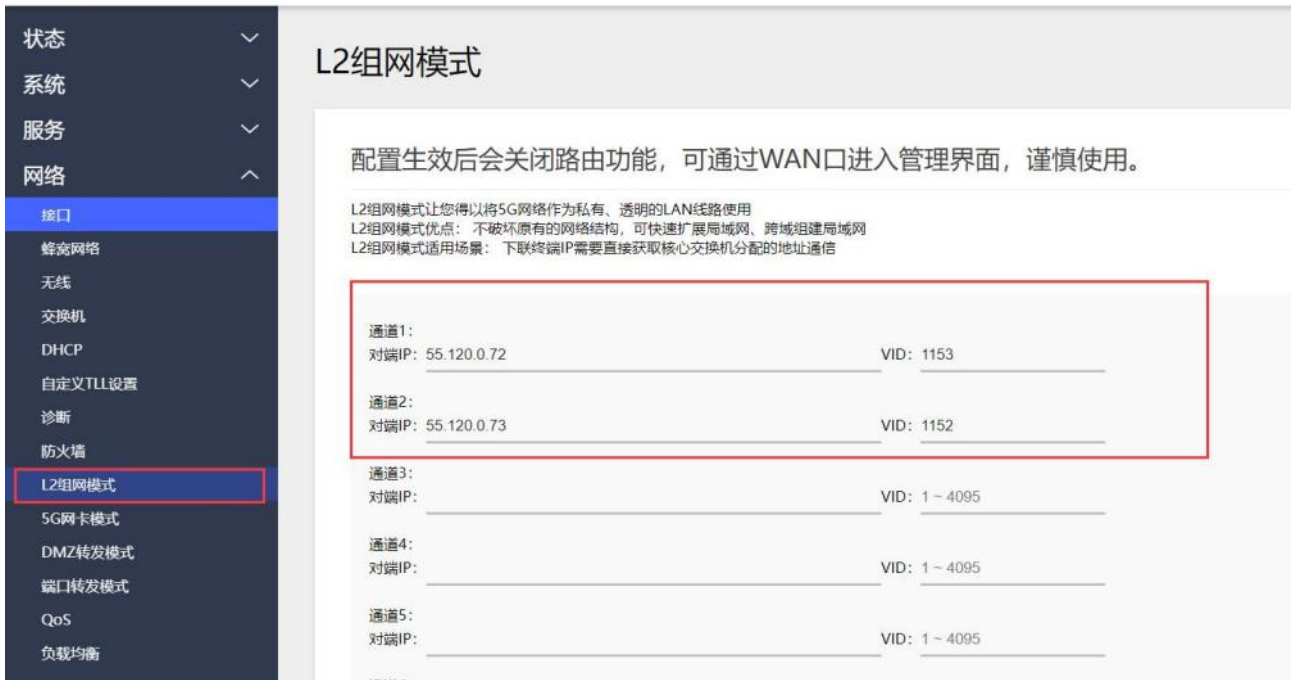 状态
系统
服务
网络
接口
蜂窝网络
无线
交换机
DHCP
自定义TLL设置
诊断
防火墙
L2组网模式
5G网卡模式
DMZ转发模式
端口转发模式
QoS
负载均衡
L2组网模式
配置生效后会关闭路由功能，可通过WAN口进入管理界面，谨慎使用。
L2组网模式让您得以将5G网络作为私有、透明的LAN线路使用
L2组网模式优点： 不破坏原有的网络结构，可快速扩展局域网、跨域组建局域网
L2组网模式适用场景： 下联终端IP需要直接获取核心交换机分配的地址通信
通道1:
对端IP: 55.120.0.72 VID: 1153
通道2:
对端IP: 55.120.0.73 VID: 1152
通道3:
对端IP: VID: 1 ~ 4095
通道4:
对端IP: VID: 1 ~ 4095
通道5:
对端IP: VID: 1 ~ 4095